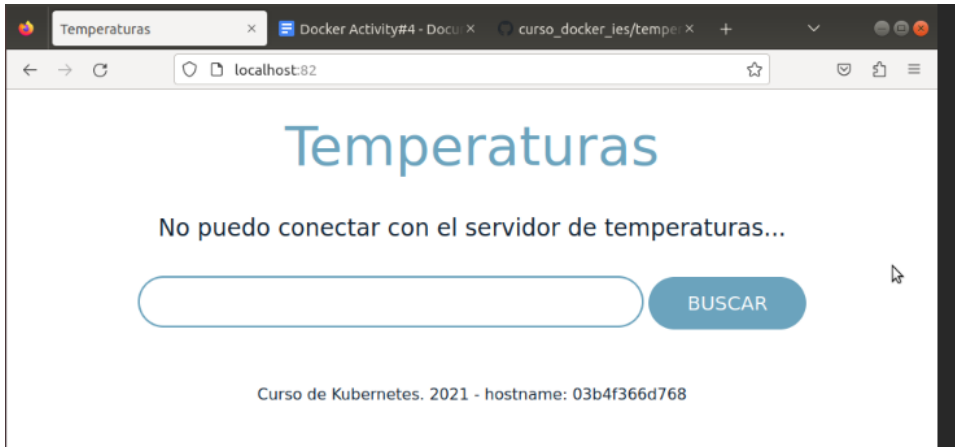 Temperaturas
Docker Activity#4 - Docu
curso_docker_ies/temper
localhost:82
Temperaturas
No puedo conectar con el servidor de temperaturas...
BUSCAR
Curso de Kubernetes. 2021 - hostname: 03b4f366d768